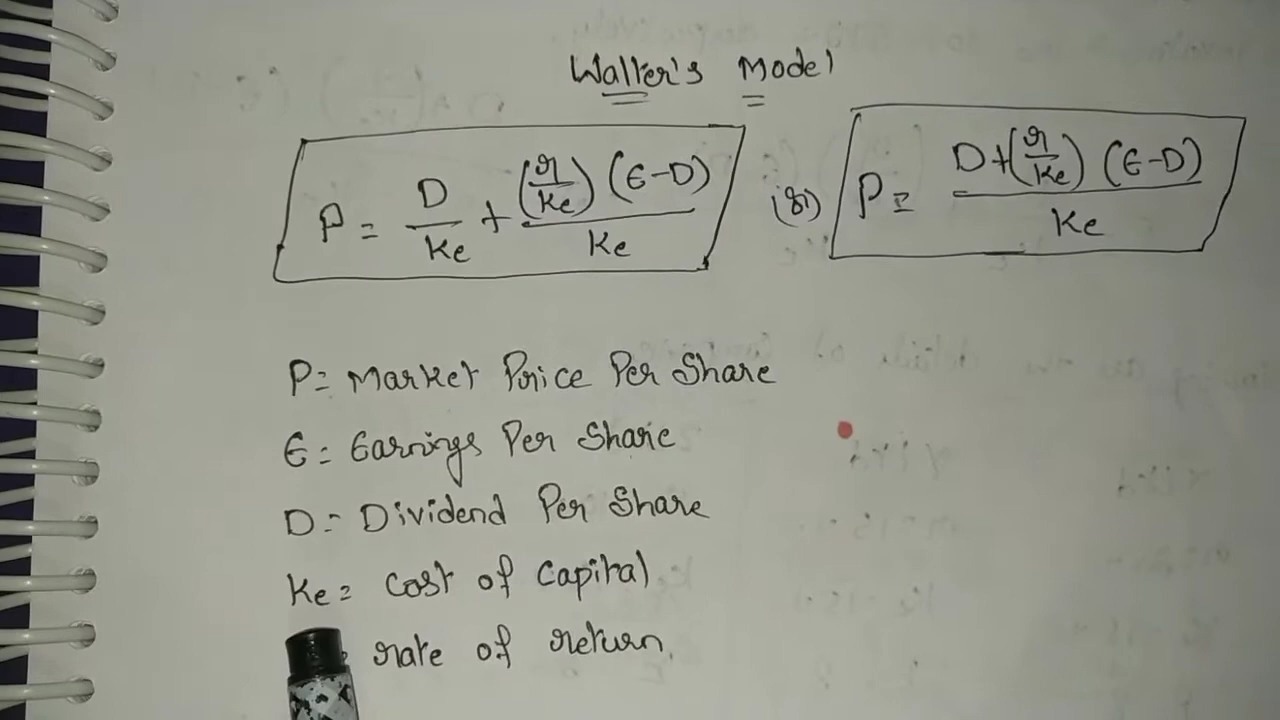 Walter's Model
P = D/Ke + (r/Ke) (E-D)/Ke (or) P = D+(r/Ke) (E-D)/Ke
P= Market Price Per Share
E= Earnings Per Share
D= Dividend Per Share
Ke= Cost of Capital
rate of return